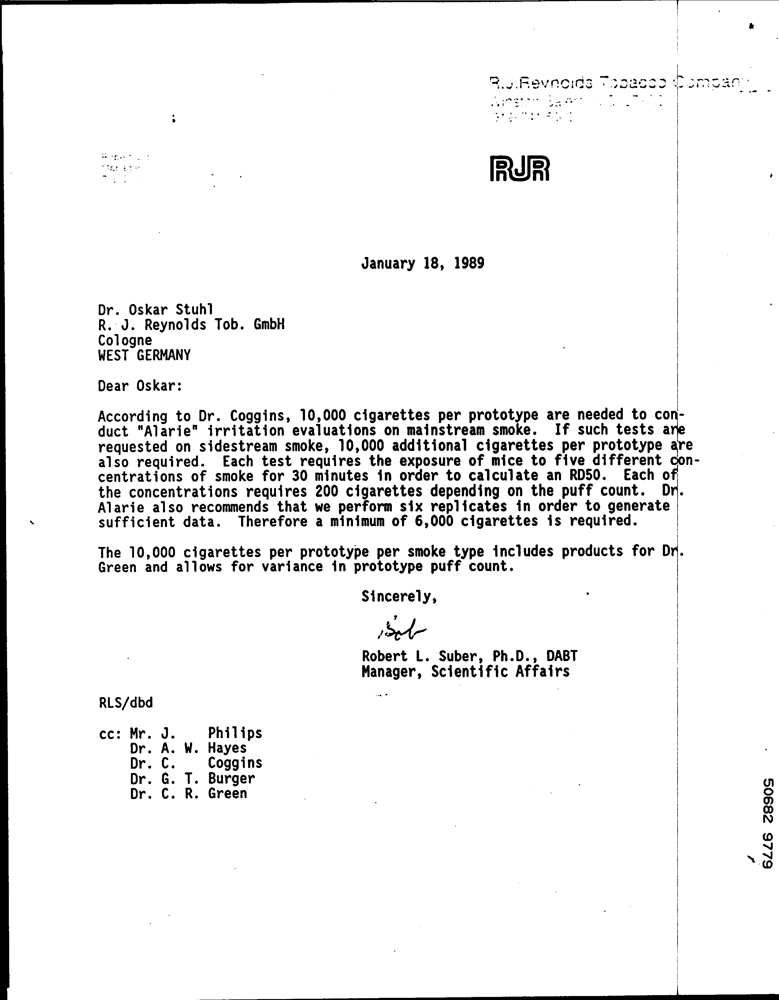 R.J.Reynolds Tobacco Company
RJR
January 18, 1989
Dr. Oskar Stuhl
R. J. Reynolds Tob. GmbH
Cologne
WEST GERMANY
Dear Oskar:
According to Dr. Coggins, 10,000 cigarettes per prototype are needed to con-
duct "Alarie" irritation evaluations on mainstream smoke. If such tests are
requested on sidestream smoke, 10,000 additional cigarettes per prototype are
also required. Each test requires the exposure of mice to five different con-
centrations of smoke for 30 minutes in order to calculate an RD50. Each of
the concentrations requires 200 cigarettes depending on the puff count. Dr.
Alarie also recommends that we perform six replicates in order to generate
sufficient data. Therefore a minimum of 6,000 cigarettes is required.
The 10,000 cigarettes per prototype per smoke type includes products for Dr.
Green and allows for variance in prototype puff count.
Sincerely,
Bob
Robert L. Suber, Ph.D., DABT
Manager, Scientific Affairs
RLS/dbd
cc: Mr. J. Philips
Dr. A. W. Hayes
Dr. C. Coggins
Dr. G. T. Burger
Dr. C. R. Green
50682 9779